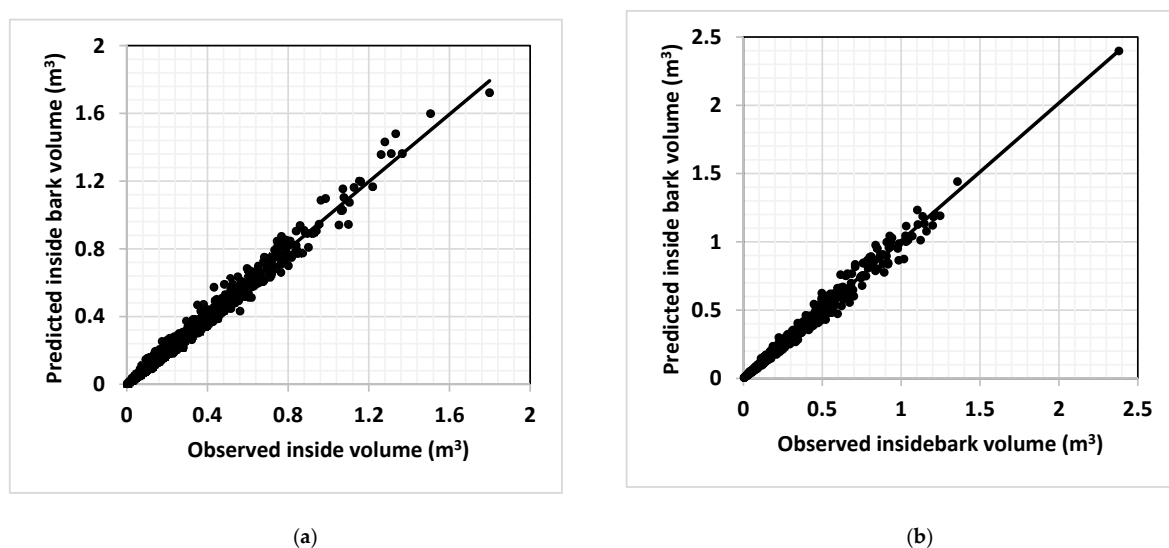 Predicted inside bark volume (m³)
2
1.6
1.2
0.8
0.4
0
0 0.4 0.8 1.2 1.6 2
Observed inside volume (m³)
(a)
Predicted inside bark volume (m³)
2.5
2
1.5
1
0.5
0
0 0.5 1 1.5 2 2.5
Observed insidebark volume (m³)
(b)